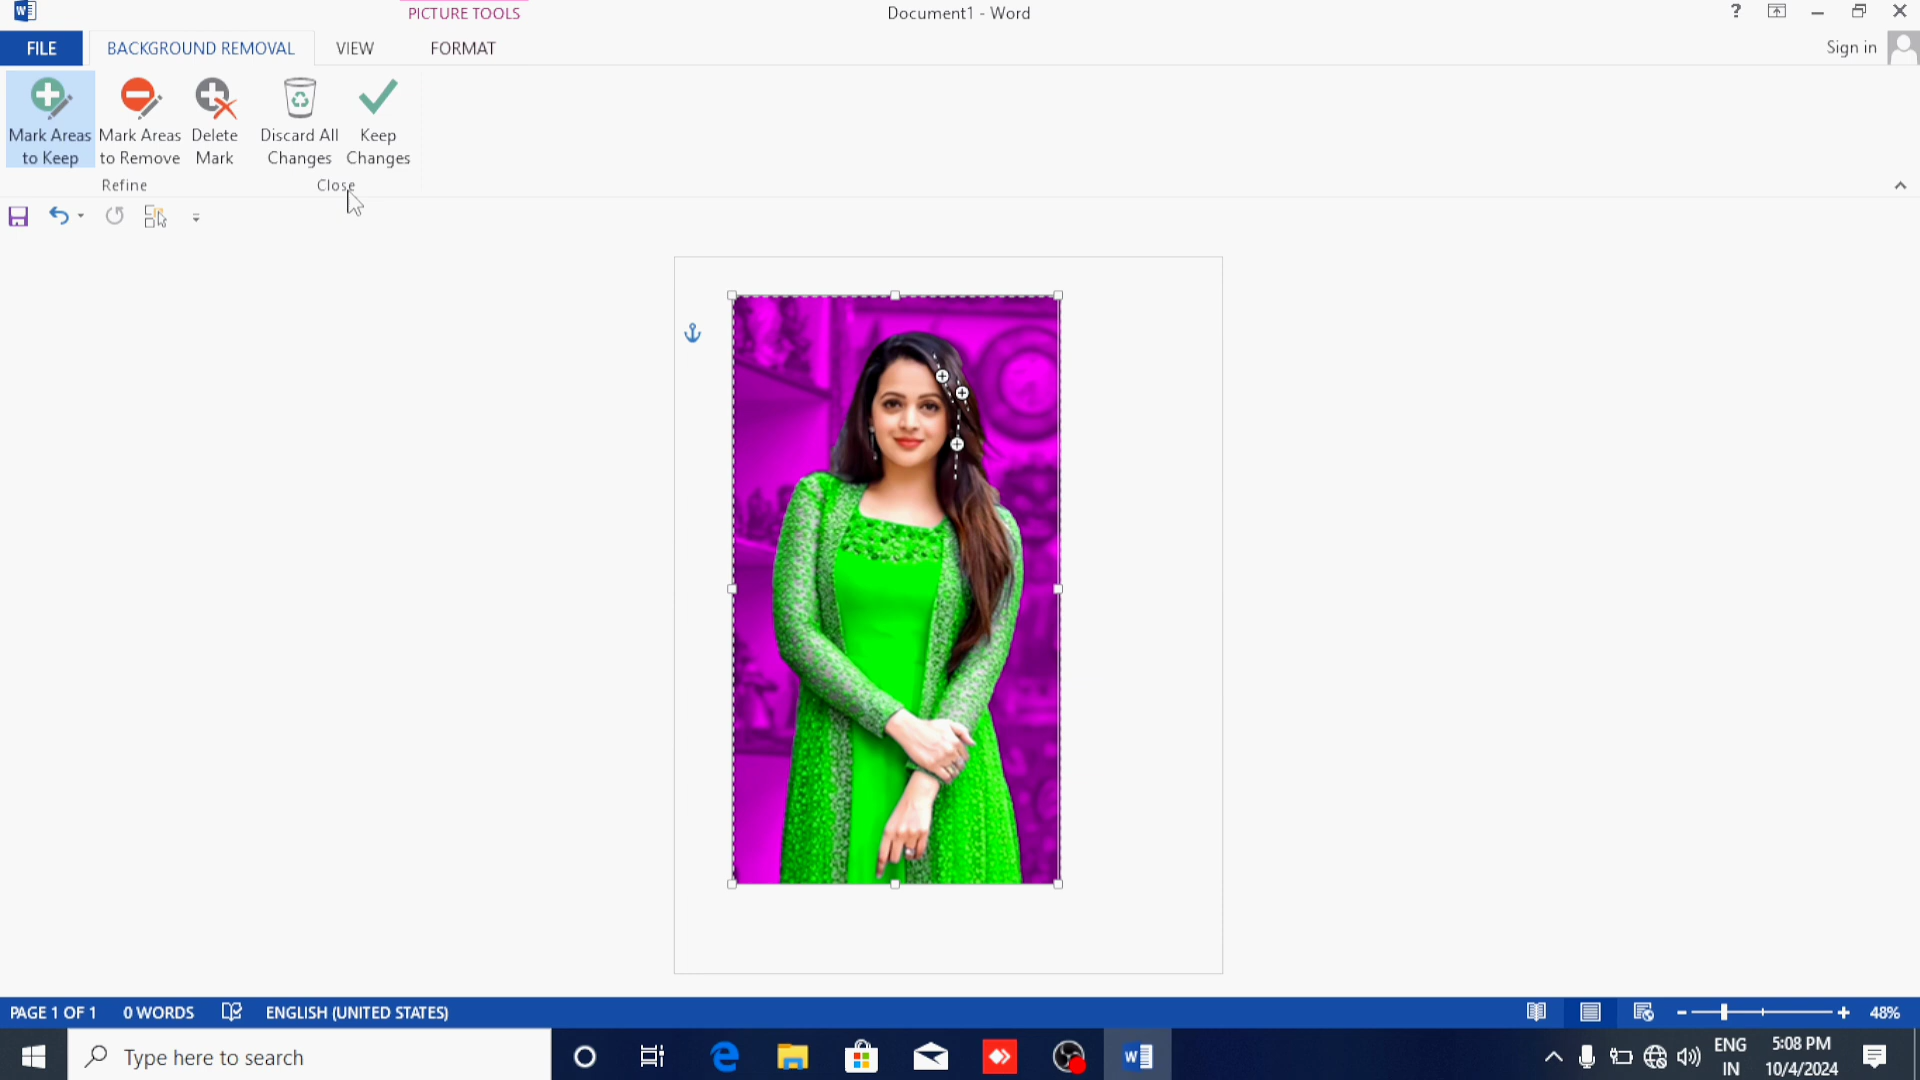 PICTURE TOOLS
Document1 - Word
?
FILE
BACKGROUND REMOVAL
VIEW
FORMAT
Sign in
Mark Areas
to Keep
Mark Areas
to Remove
Delete
Mark
Discard All
Changes
Keep
Changes
Refine
Close
PAGE 1 OF 1
0 WORDS
ENGLISH (UNITED STATES)
48%
Type here to search
ENG
IN
5:08 PM
10/4/2024